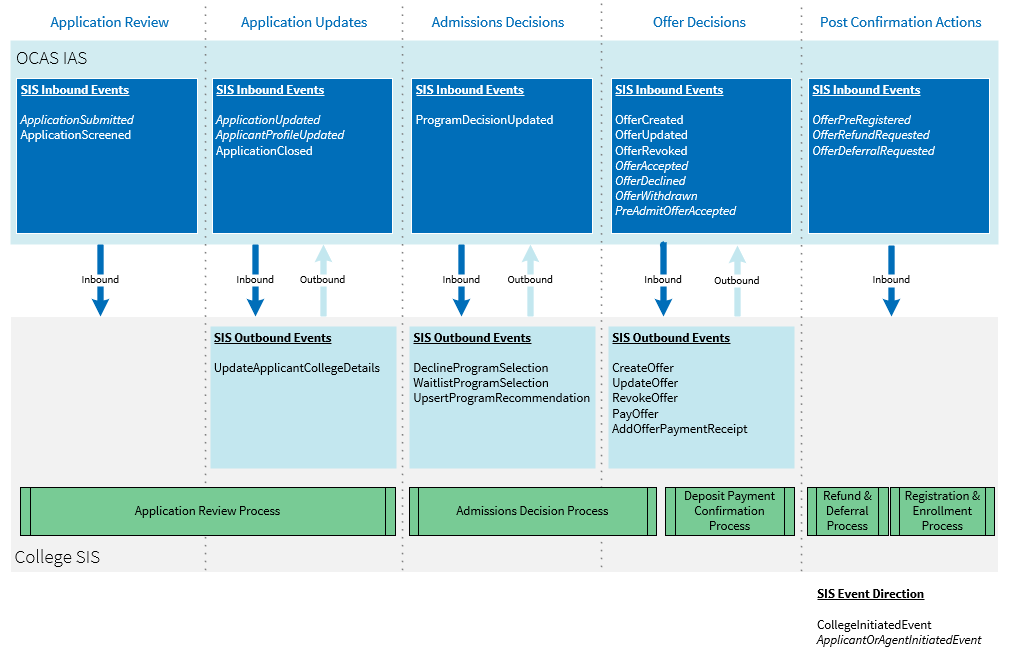 Application Review
Application Updates
Admissions Decisions
Offer Decisions
Post Confirmation Actions
OCAS IAS
SIS Inbound Events
ApplicationSubmitted
ApplicationScreened
SIS Inbound Events
ApplicationUpdated
ApplicantProfileUpdated
ApplicationClosed
SIS Inbound Events
ProgramDecisionUpdated
SIS Inbound Events
OfferCreated
OfferUpdated
OfferRevoked
OfferAccepted
OfferDeclined
OfferWithdrawn
PreAdmitOfferAccepted
SIS Inbound Events
OfferPreRegistered
OfferRefundRequested
OfferDeferralRequested
Inbound
Inbound
Outbound
Inbound
Outbound
Inbound
Outbound
Inbound
SIS Outbound Events
UpdateApplicantCollegeDetails
SIS Outbound Events
DeclineProgramSelection
WaitlistProgramSelection
UpsertProgramRecommendation
SIS Outbound Events
CreateOffer
UpdateOffer
RevokeOffer
PayOffer
AddOfferPaymentReceipt
Application Review Process
Admissions Decision Process
Deposit Payment
Confirmation
Process
Refund &
Deferral
Process
Registration &
Enrollment
Process
College SIS
SIS Event Direction
CollegeInitiatedEvent
ApplicantOrAgentInitiatedEvent